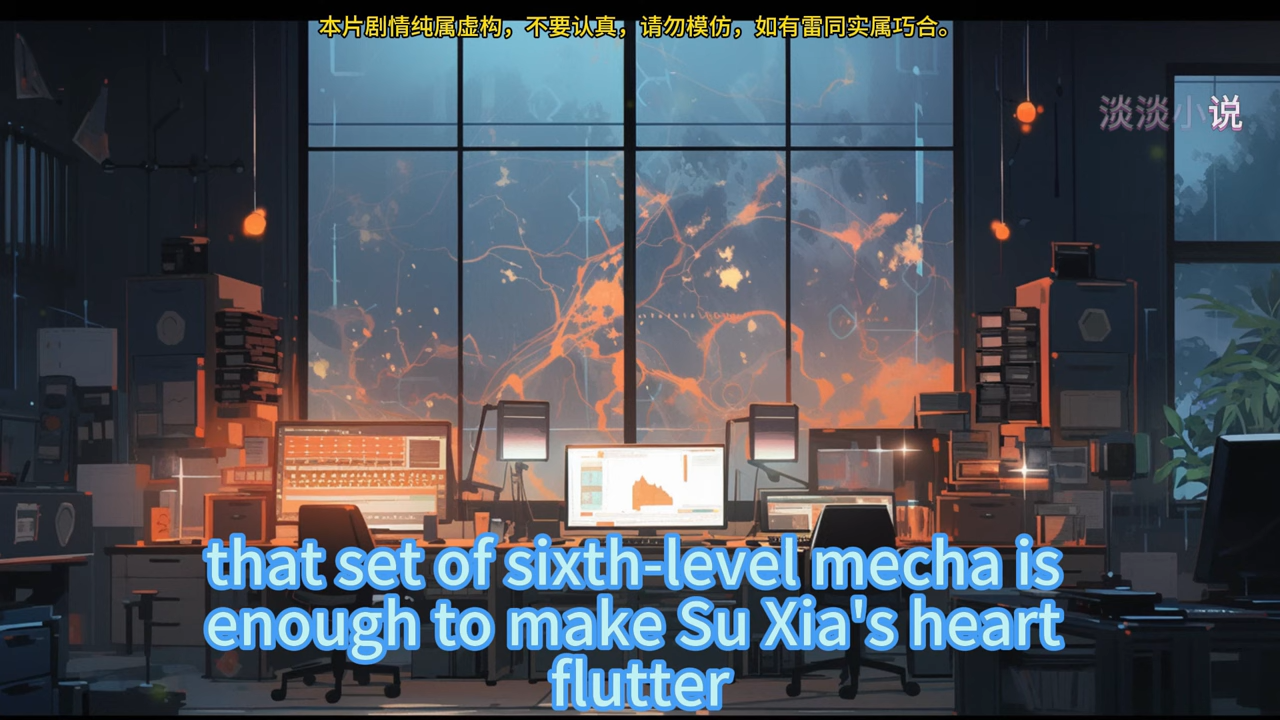 本片剧情纯属虚构，不要认真，请勿模仿，如有雷同实属巧合。
淡淡小说
that set of sixth-level mecha is
enough to make Su Xia's heart
flutter